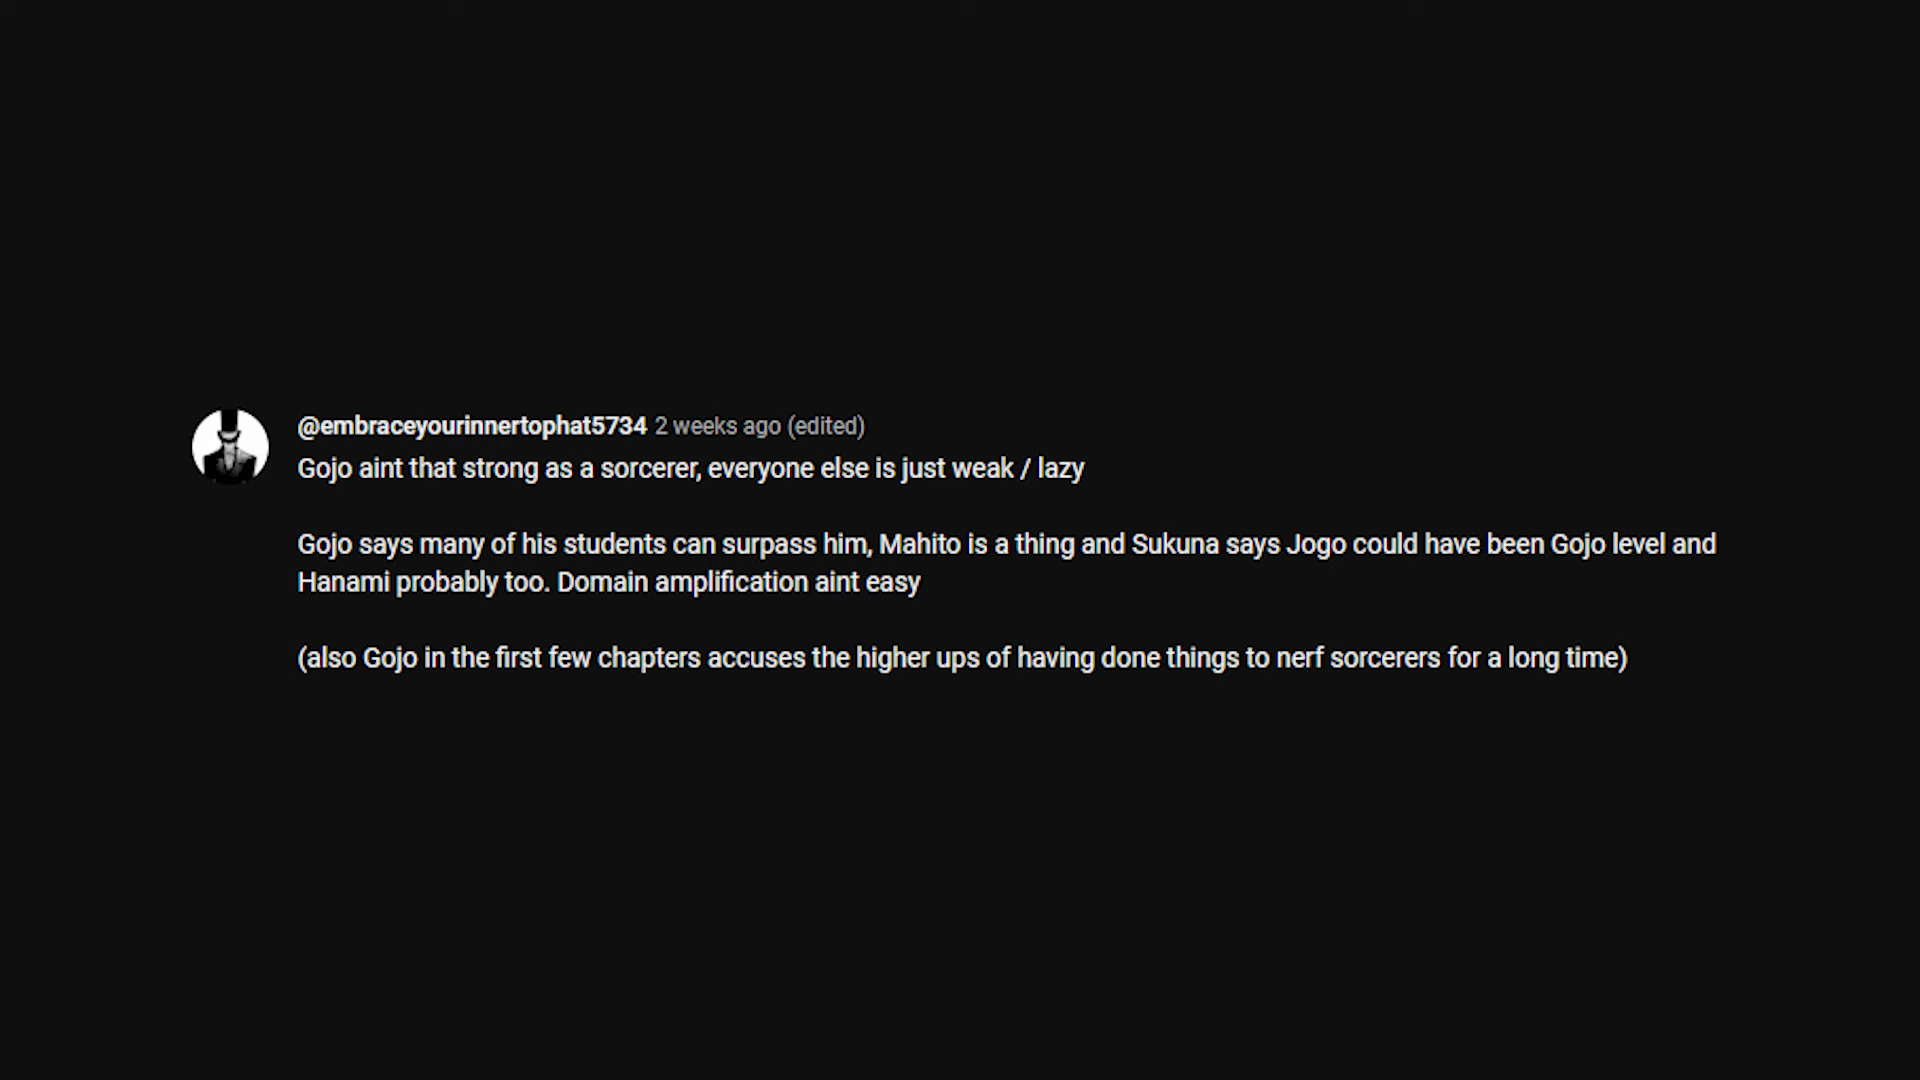 @embraceyourinnertophat5734 2 weeks ago (edited)
Gojo aint that strong as a sorcerer, everyone else is just weak / lazy
Gojo says many of his students can surpass him, Mahito is a thing and Sukuna says Jogo could have been Gojo level and
Hanami probably too. Domain amplification aint easy
(also Gojo in the first few chapters accuses the higher ups of having done things to nerf sorcerers for a long time)